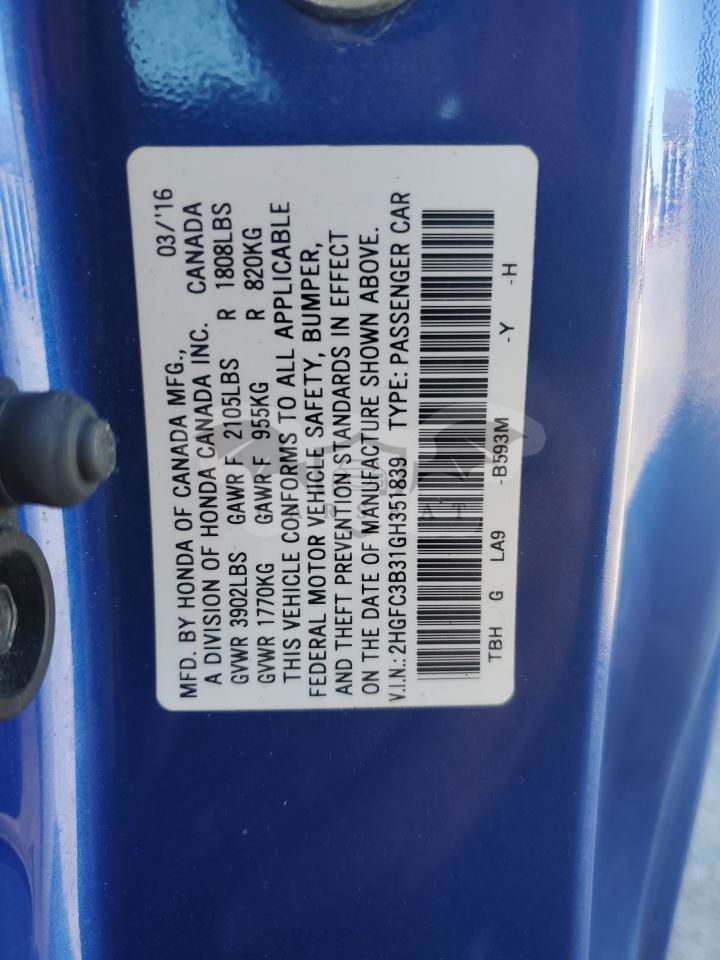 MFD. BY HONDA OF CANADA MFG., 03/'16
A DIVISION OF HONDA CANADA INC. CANADA
GVWR 3902LBS GAWR F 2105LBS R 1808LBS
GVWR 1770KG GAWR F 955KG R 820KG
THIS VEHICLE CONFORMS TO ALL APPLICABLE
FEDERAL MOTOR VEHICLE SAFETY, BUMPER,
AND THEFT PREVENTION STANDARDS IN EFFECT
ON THE DATE OF MANUFACTURE SHOWN ABOVE.
V.I.N.: 2HGFC3B31GH351839 TYPE: PASSENGER CAR
TBH G LA9 -B593M -Y -H